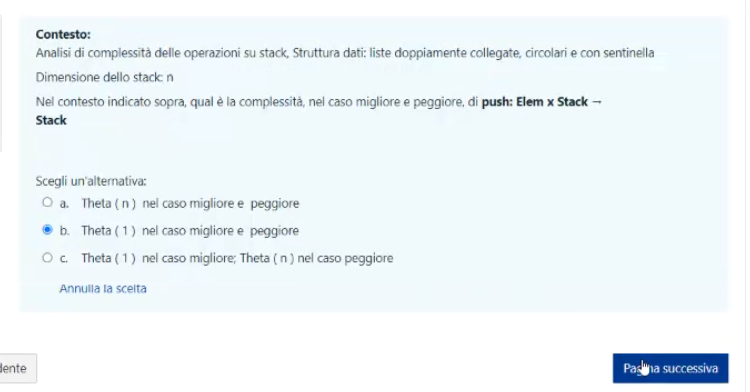 Contesto:
Analisi di complessità delle operazioni su stack, Struttura dati: liste doppiamente collegate, circolari e con sentinella
Dimensione dello stack: n
Nel contesto indicato sopra, qual è la complessità, nel caso migliore e peggiore, di push: Elem x Stack →
Stack
Scegli un'alternativa:
a. Theta ( n ) nel caso migliore e peggiore
b. Theta ( 1 ) nel caso migliore e peggiore
c. Theta ( 1 ) nel caso migliore; Theta ( n ) nel caso peggiore
Annulla la scelta
dente
Pagina successiva